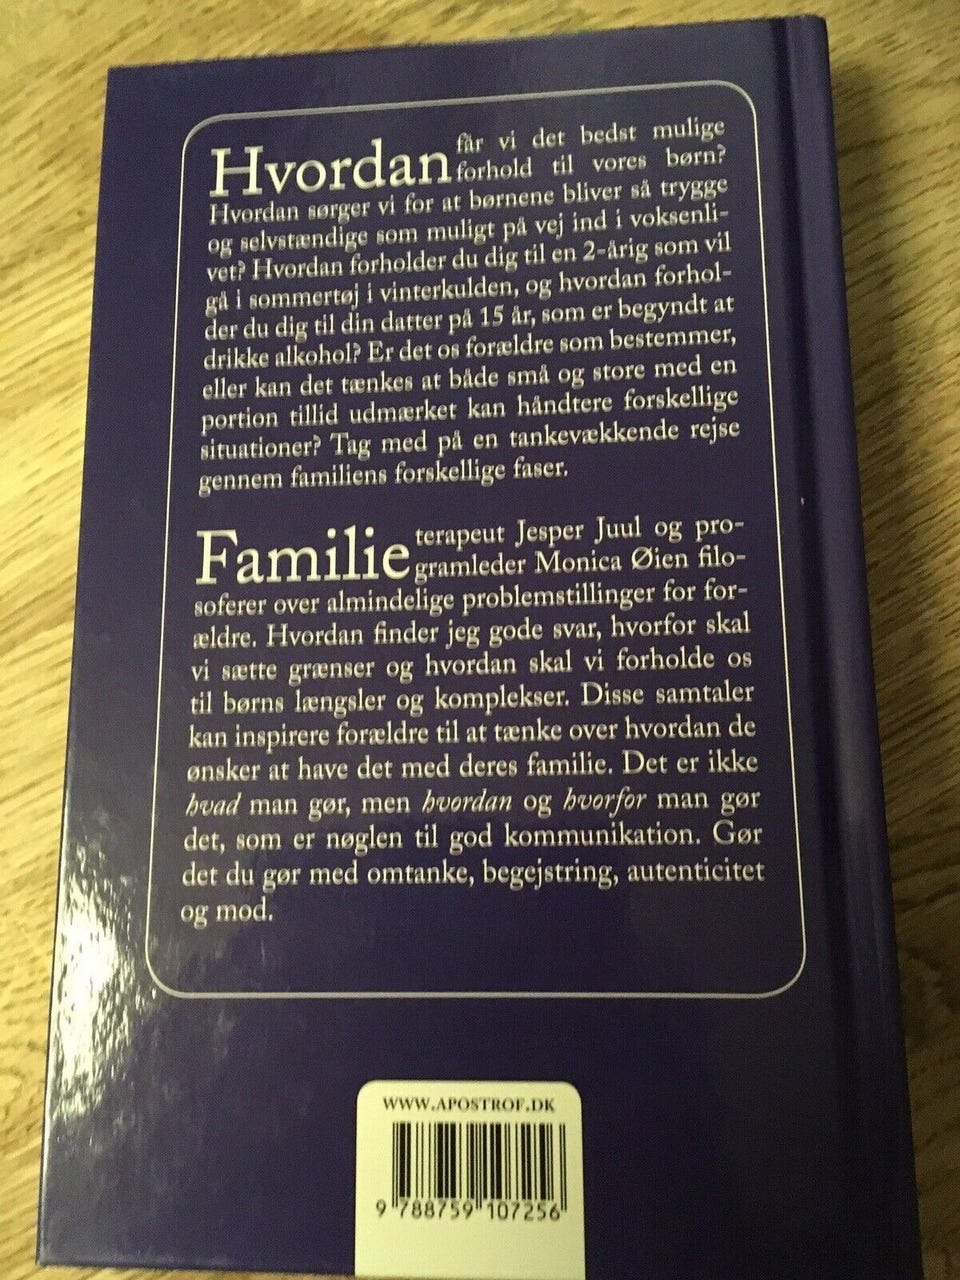 Hvordan får vi det bedst mulige
forhold til vores børn?
Hvordan sørger vi for at børnene bliver så trygge
og selvstændige som muligt på vej ind i voksenli-
vet? Hvordan forholder du dig til en 2-årig som vil
gå i sommertøj i vinterkulden, og hvordan forhol-
der du dig til din datter på 15 år, som er begyndt at
drikke alkohol? Er det os forældre som bestemmer,
eller kan det tænkes at både små og store med en
portion tillid udmærket kan håndtere forskellige
situationer? Tag med på en tankevækkende rejse
gennem familiens forskellige faser.
Familie terapeut Jesper Juul og pro-
gramleder Monica Øien filo-
soferer over almindelige problemstillinger for for-
ældre. Hvordan finder jeg gode svar, hvorfor skal
vi sætte grænser og hvordan skal vi forholde os
til børns længsler og komplekser. Disse samtaler
kan inspirere forældre til at tænke over hvordan de
ønsker at have det med deres familie. Det er ikke
hvad man gør, men hvordan og hvorfor man gør
det, som er nøglen til god kommunikation. Gør
det du gør med omtanke, begejstring, autenticitet
og mod.
WWW.APOSTROF.DK
9 788759 107256